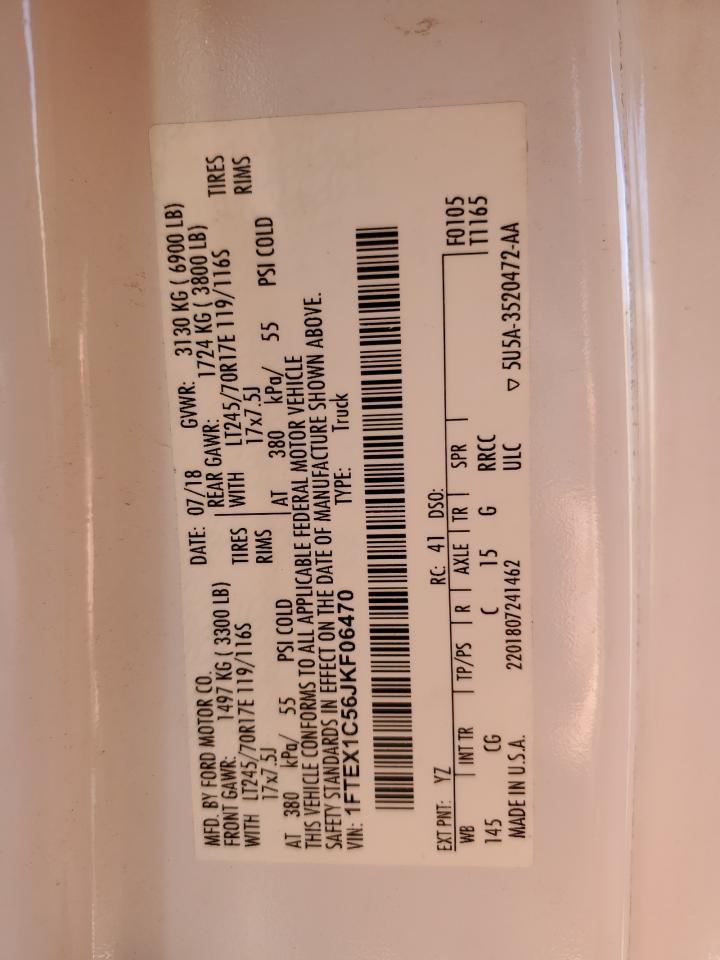 MFD. BY FORD MOTOR CO.
DATE: 07/18 GVWR: 3130 KG ( 6900 LB)
FRONT GAWR: 1497 KG ( 3300 LB) REAR GAWR: 1724 KG ( 3800 LB)
WITH LT245/70R17E 119/116S TIRES WITH LT245/70R17E 119/116S TIRES
17x7.5J RIMS 17x7.5J RIMS
AT 380 kPa/ 55 PSI COLD AT 380 kPa/ 55 PSI COLD
THIS VEHICLE CONFORMS TO ALL APPLICABLE FEDERAL MOTOR VEHICLE
SAFETY STANDARDS IN EFFECT ON THE DATE OF MANUFACTURE SHOWN ABOVE.
VIN: 1FTEX1C56JKF06470 TYPE: Truck
EXT PNT: YZ RC: 41 DSO: F0105
WB INT TR TP/PS R AXLE TR SPR T1165
145 CG C 15 G RRCC
MADE IN U.S.A. 2201807241462 ULC ▽ 5U5A-3520472-AA